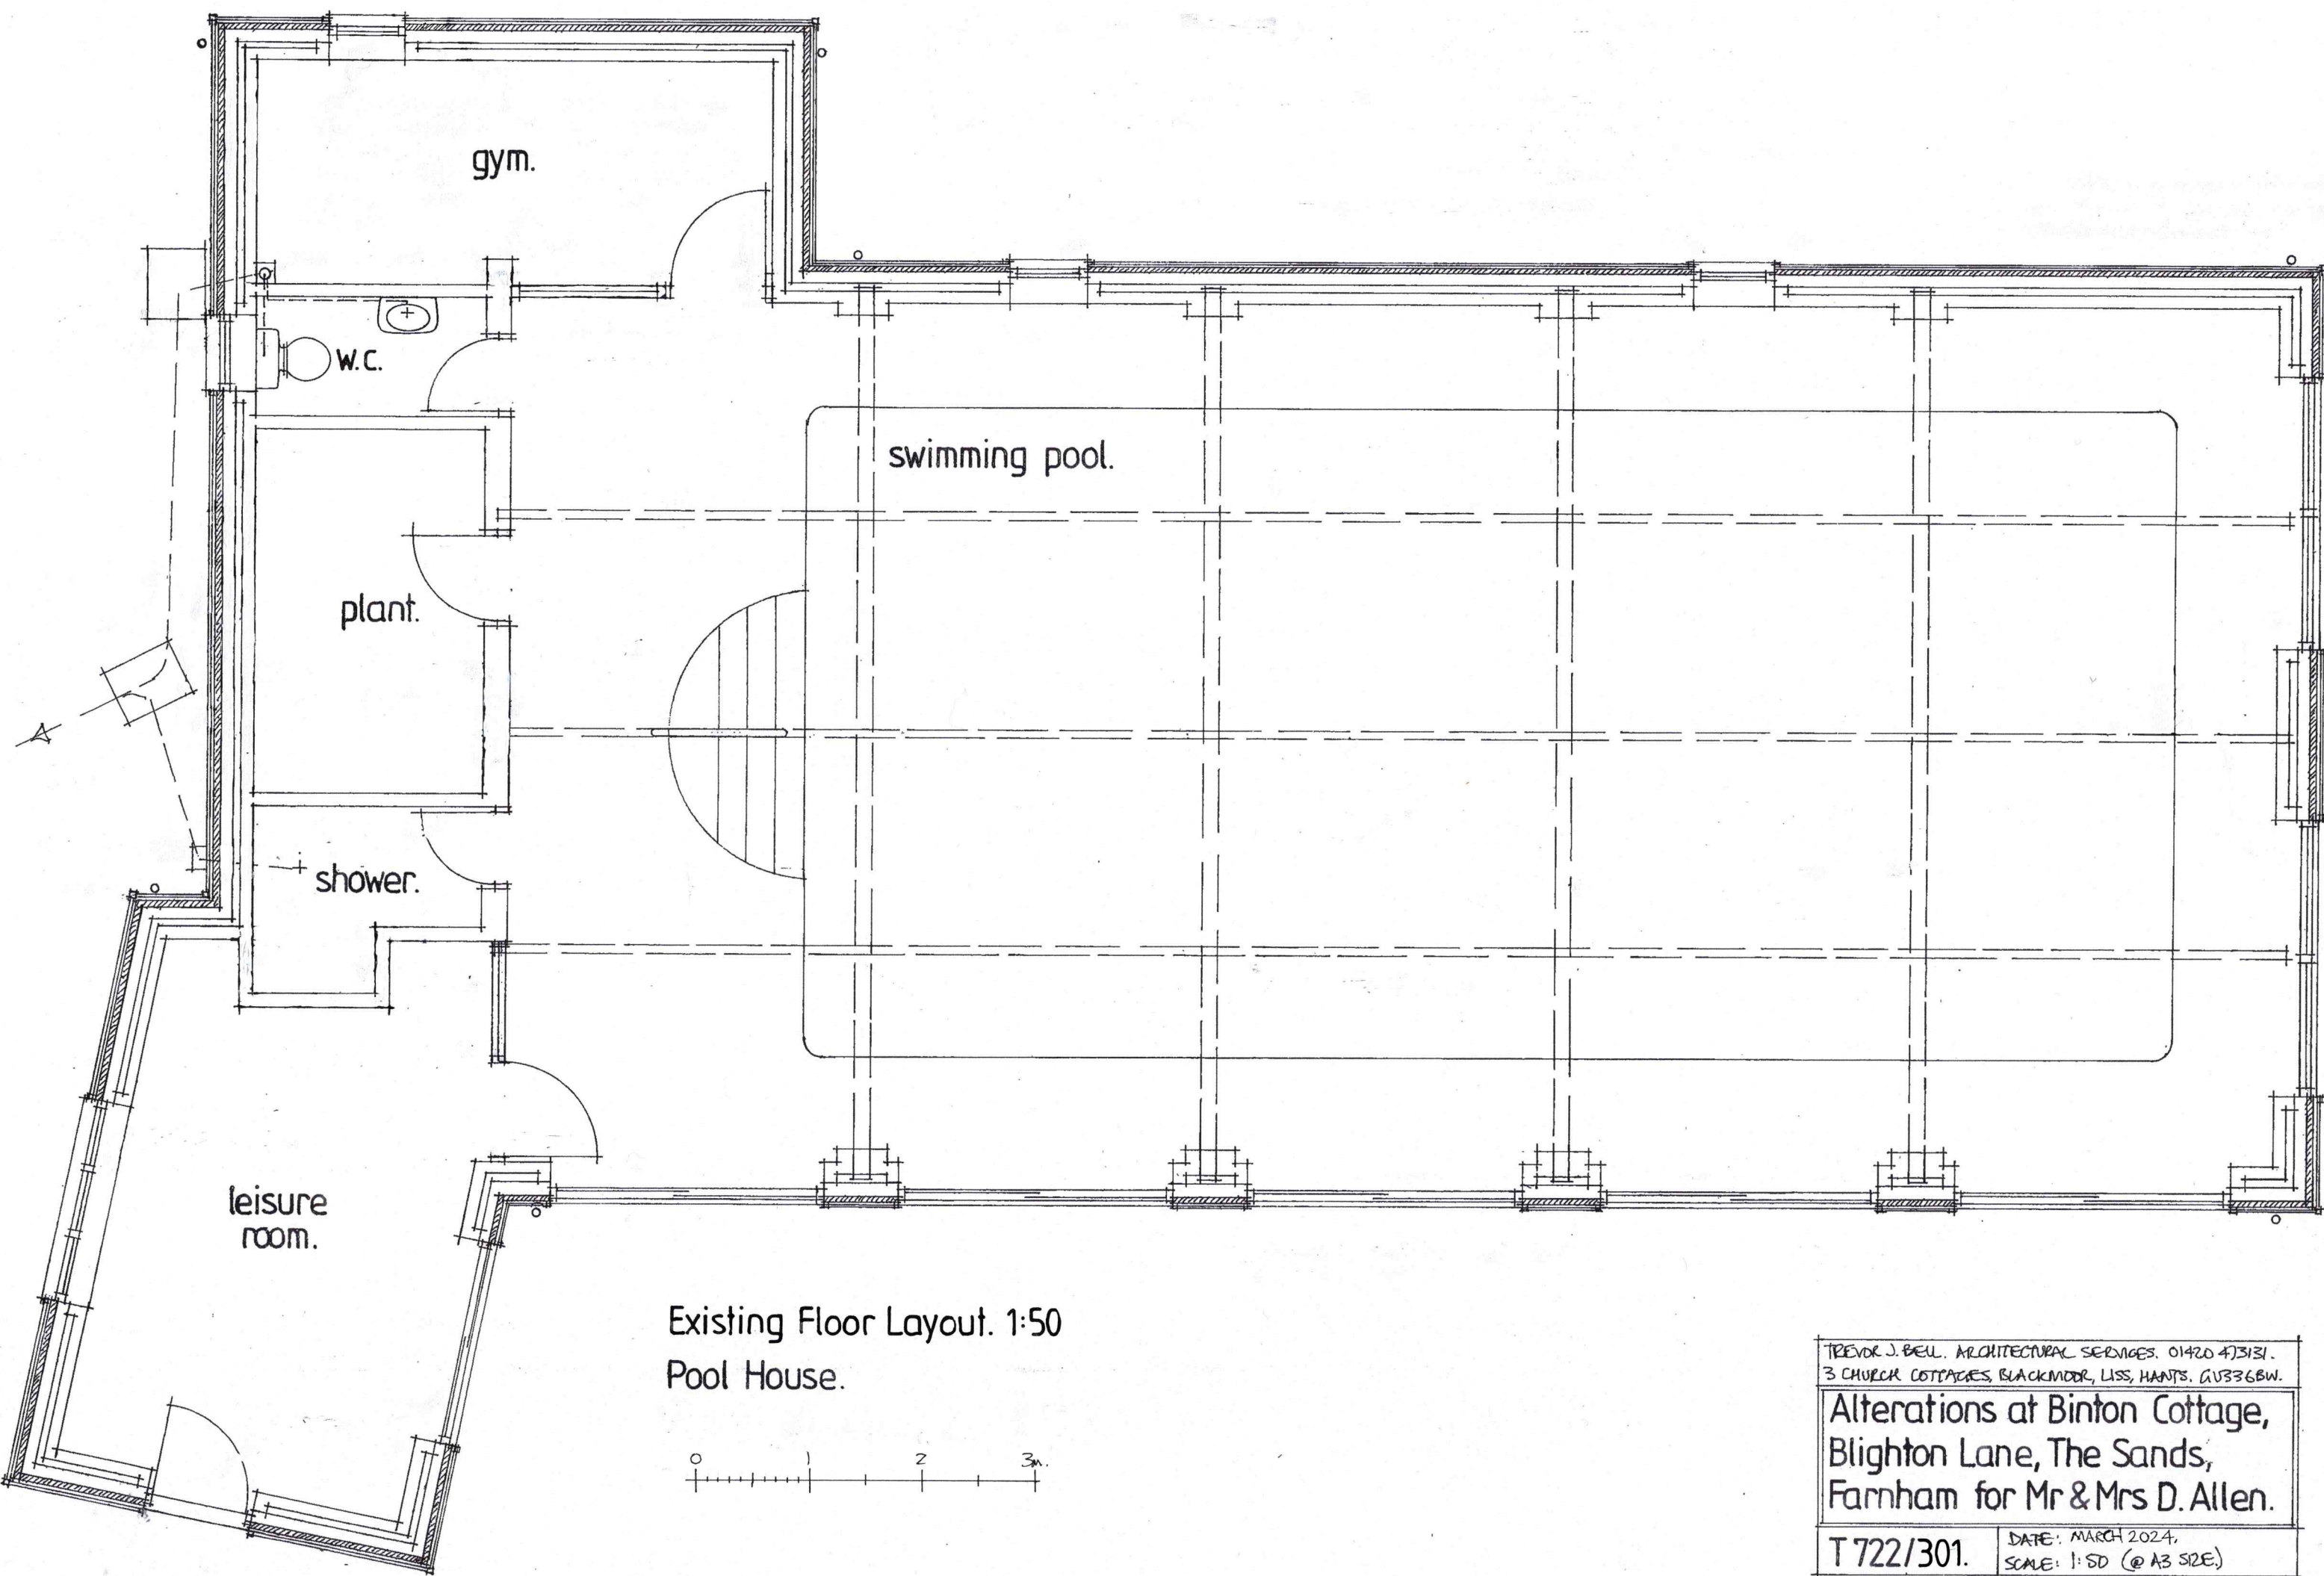 gym.
W.C.
swimming pool.
plant.
shower.
leisure
room.
Existing Floor Layout. 1:50
Pool House.
0 1 2 3m.
TREVOR J. BELL. ARCHITECTURAL SERVICES. 01420 473131.
3 CHURCH COTTAGES, BLACKMOOR, LISS, HANTS. GU33 6BW.
Alterations at Binton Cottage,
Blighton Lane, The Sands,
Farnham for Mr & Mrs D. Allen.
T 722/301.
DATE: MARCH 2024.
SCALE: 1:50 (@ A3 SIZE.)